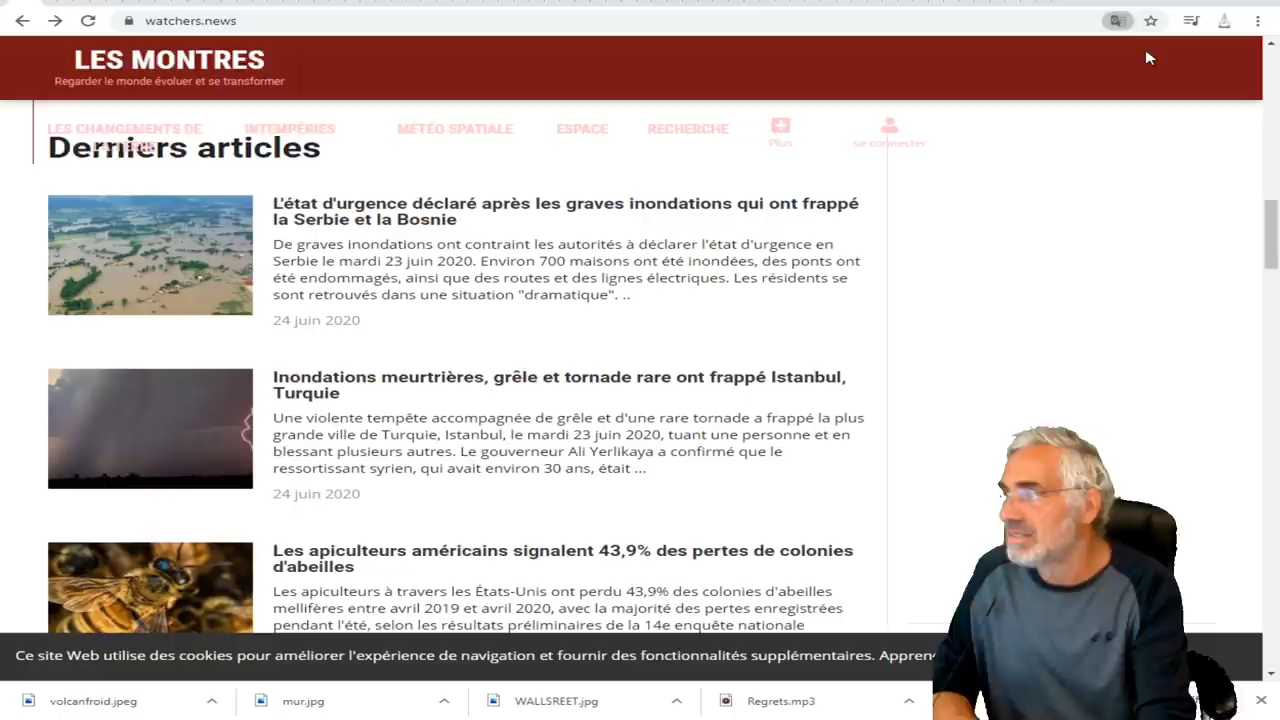 watchers.news
LES MONTRES
Regarder le monde évoluer et se transformer
LES CHANGEMENTS DE
INTEMPÉRIES
MÉTÉO SPATIALE
ESPACE
RECHERCHE
Plus
se connecter
Derniers articles
L'état d'urgence déclaré après les graves inondations qui ont frappé
la Serbie et la Bosnie
De graves inondations ont contraint les autorités à déclarer l'état d'urgence en
Serbie le mardi 23 juin 2020. Environ 700 maisons ont été inondées, des ponts ont
été endommagés, ainsi que des routes et des lignes électriques. Les résidents se
sont retrouvés dans une situation "dramatique". ..
24 juin 2020
Inondations meurtrières, grêle et tornade rare ont frappé Istanbul,
Turquie
Une violente tempête accompagnée de grêle et d'une rare tornade a frappé la plus
grande ville de Turquie, Istanbul, le mardi 23 juin 2020, tuant une personne et en
blessant plusieurs autres. Le gouverneur Ali Yerlikaya a confirmé que le
ressortissant syrien, qui avait environ 30 ans, était ...
24 juin 2020
Les apiculteurs américains signalent 43,9% des pertes de colonies
d'abeilles
Les apiculteurs à travers les États-Unis ont perdu 43,9% des colonies d'abeilles
mellifères entre avril 2019 et avril 2020, avec la majorité des pertes enregistrées
pendant l'été, selon les résultats préliminaires de la 14e enquête nationale
Ce site Web utilise des cookies pour améliorer l'expérience de navigation et fournir des fonctionnalités supplémentaires. Appren
volcanfroid.jpeg
mur.jpg
WALLSREET.jpg
Regrets.mp3